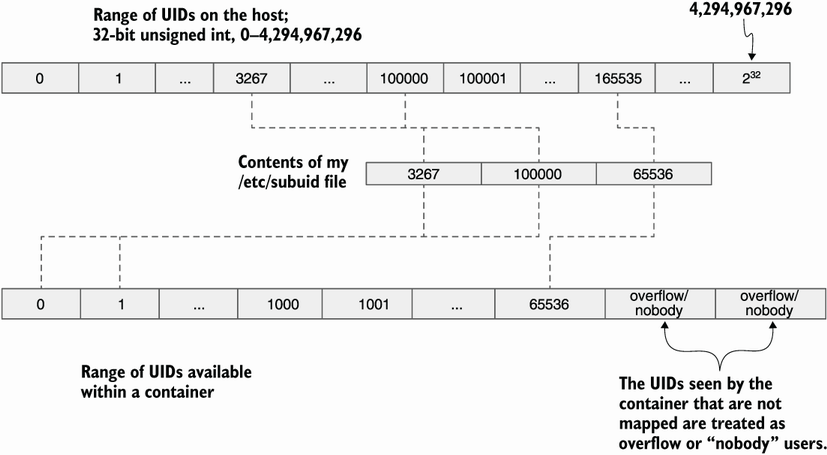 Range of UIDs on the host;
32-bit unsigned int, 0–4,294,967,296
4,294,967,296
0 1 ... 3267 ... 100000 100001 ... 165535 ... 2³²
Contents of my
/etc/subuid file
3267 100000 65536
0 1 ... 1000 1001 ... 65536 overflow/ overflow/
nobody nobody
Range of UIDs available
within a container
The UIDs seen by the
container that are not
mapped are treated as
overflow or “nobody” users.